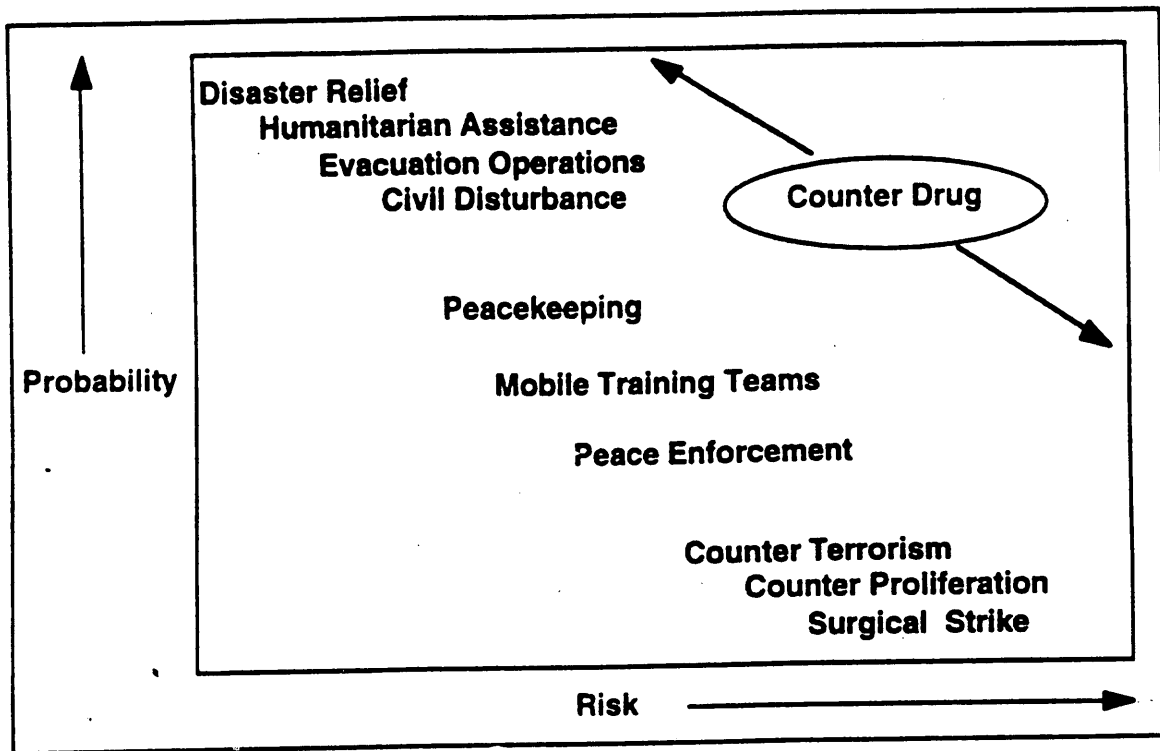 Disaster Relief
Humanitarian Assistance
Evacuation Operations
Civil Disturbance
Counter Drug
Peacekeeping
Probability
Mobile Training Teams
Peace Enforcement
Counter Terrorism
Counter Proliferation
Surgical Strike
Risk